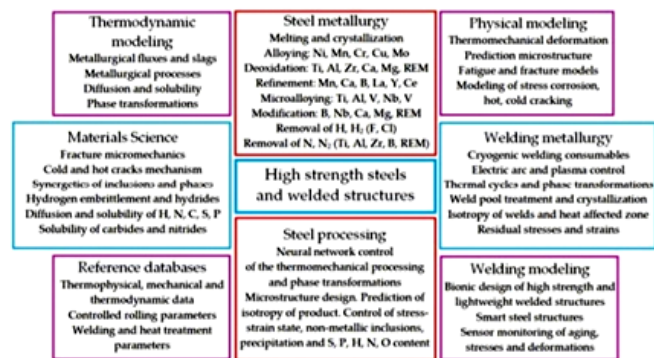 Thermodynamic
modeling
Metallurgical fluxes and slags
Metallurgical processes
Diffusion and solubility
Phase transformations
Steel metallurgy
Melting and crystallization
Alloying: Ni, Mn, Cr, Cu, Mo
Deoxidation: Ti, Al, Zr, Ca, Mg, REM
Refinement: Mn, Ca, B, La, Y, Ce
Microalloying: Ti, Al, V, Nb, V
Modification: B, Nb, Ca, Mg, REM
Removal of H, H₂ (F, Cl)
Removal of N, N₂ (Ti, Al, Zr, B, REM)
Physical modeling
Thermomechanical deformation
Prediction microstructure
Fatigue and fracture models
Modeling of stress corrosion,
hot, cold cracking
Materials Science
Fracture micromechanics
Cold and hot cracks mechanism
Synergetics of inclusions and phases
Hydrogen embrittlement and hydrides
Diffusion and solubility of H, N, C, S, P
Solubility of carbides and nitrides
High strength steels
and welded structures
Welding metallurgy
Cryogenic welding consumables
Electric arc and plasma control
Thermal cycles and phase transformations
Weld pool treatment and crystallization
Isotropy of welds and heat affected zone
Residual stresses and strains
Reference databases
Thermophysical, mechanical and
thermodynamic data
Controlled rolling parameters
Welding and heat treatment
parameters
Steel processing
Neural network control
of the thermomechanical processing
and phase transformations
Microstructure design. Prediction of
isotropy of product. Control of stress-
strain state, non-metallic inclusions,
precipitation and S, P, H, N, O content
Welding modeling
Bionic design of high strength and
lightweight welded structures
Smart steel structures
Sensor monitoring of aging,
stresses and deformations